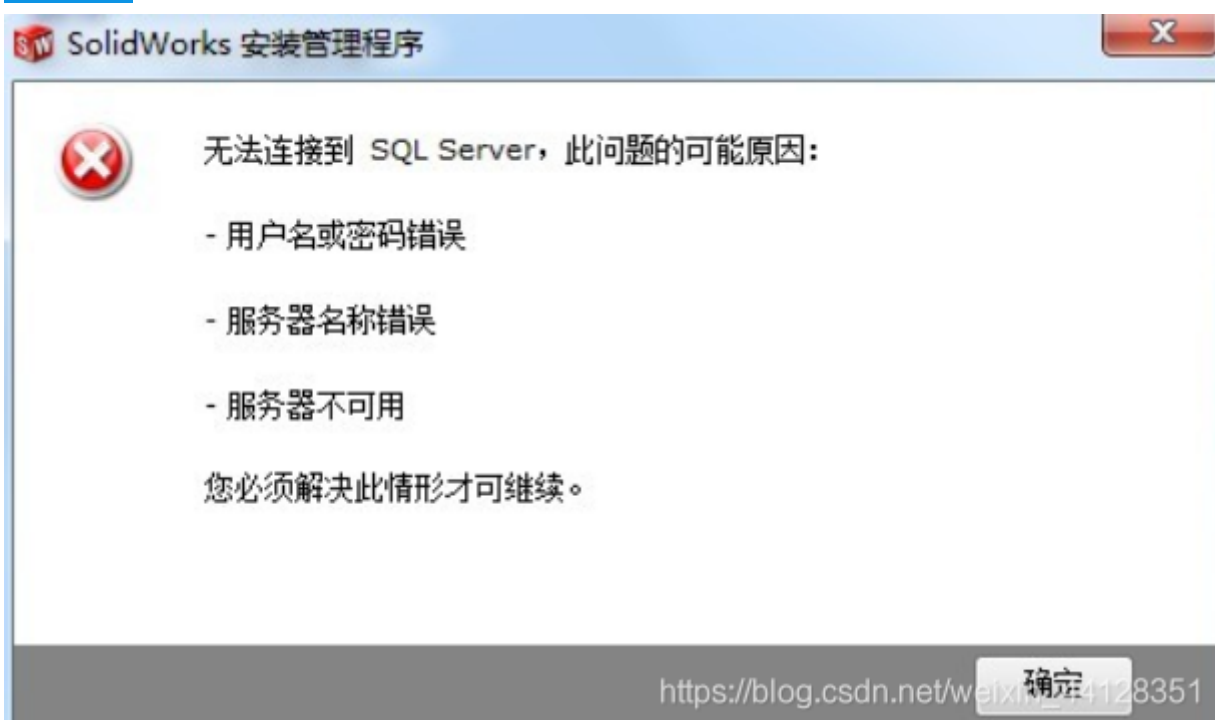 SolidWorks 安装管理程序
无法连接到 SQL Server，此问题的可能原因：
- 用户名或密码错误
- 服务器名称错误
- 服务器不可用
您必须解决此情形才可继续。
确定
https://blog.csdn.net/weixin_44128351